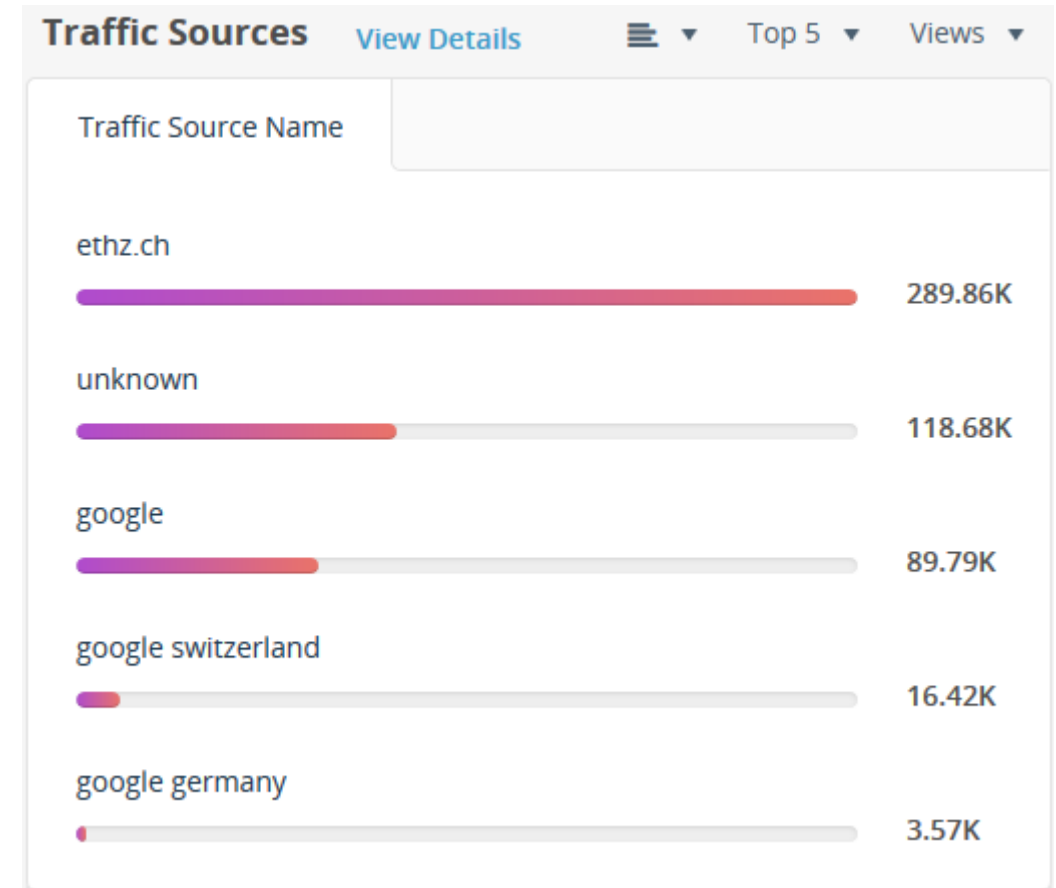 Traffic Sources View Details Top 5 Views
Traffic Source Name
ethz.ch
289.86K
unknown
118.68K
google
89.79K
google switzerland
16.42K
google germany
3.57K